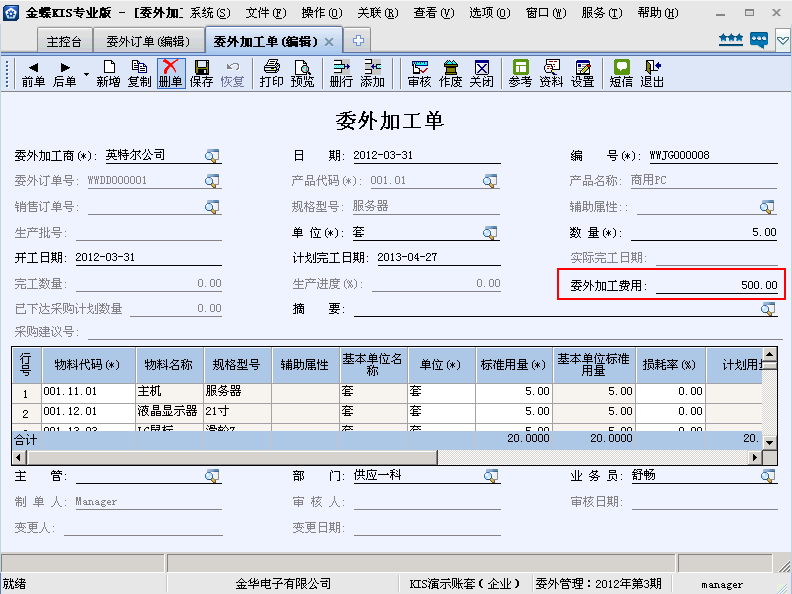 金蝶KIS专业版 - [委外加工 系统(S) 文件(F) 操作(O) 关联(R) 查看(V) 选项(O) 窗口(W) 服务(T) 帮助(H)
主控台 委外订单(编辑) 委外加工单(编辑)
前单 后单 新增 复制 删单 保存 恢复 打印 预览 删行 添加 审核 作废 关闭 参考 资料 设置 短信 退出
委外加工单
委外加工商(*): 英特尔公司 日 期: 2012-03-31 编 号(*): WWJG000008
委外订单号: WWDD000001 产品代码(*): 001.01 产品名称: 商用PC
销售订单号: 规格型号: 服务器 辅助属性::
生产批号: 单 位(*): 套 数 量(*): 5.00
开工日期: 2012-03-31 计划完工日期: 2013-04-27 实际完工日期:
完工数量: 0.00 生产进度(%): 0.00 委外加工费用: 500.00
已下达采购计划数量 0.00 摘 要:
采购建议号:
行号 物料代码(*) 物料名称 规格型号 辅助属性 基本单位名称 单位(*) 标准用量(*) 基本单位标准用量 损耗率(%) 计划用
1 001.11.01 主机 服务器 套 套 5.00 5.00 0.00
2 001.12.01 液晶显示器 21寸 套 套 5.00 5.00 0.00
合计 20.0000 20.0000 20.
主 管: 部 门: 供应一科 业 务 员: 舒畅
制 单 人: Manager 审 核 人: 审核日期:
变更人: 变更日期:
就绪 金华电子有限公司 KIS演示账套(企业) 委外管理:2012年第3期 manager